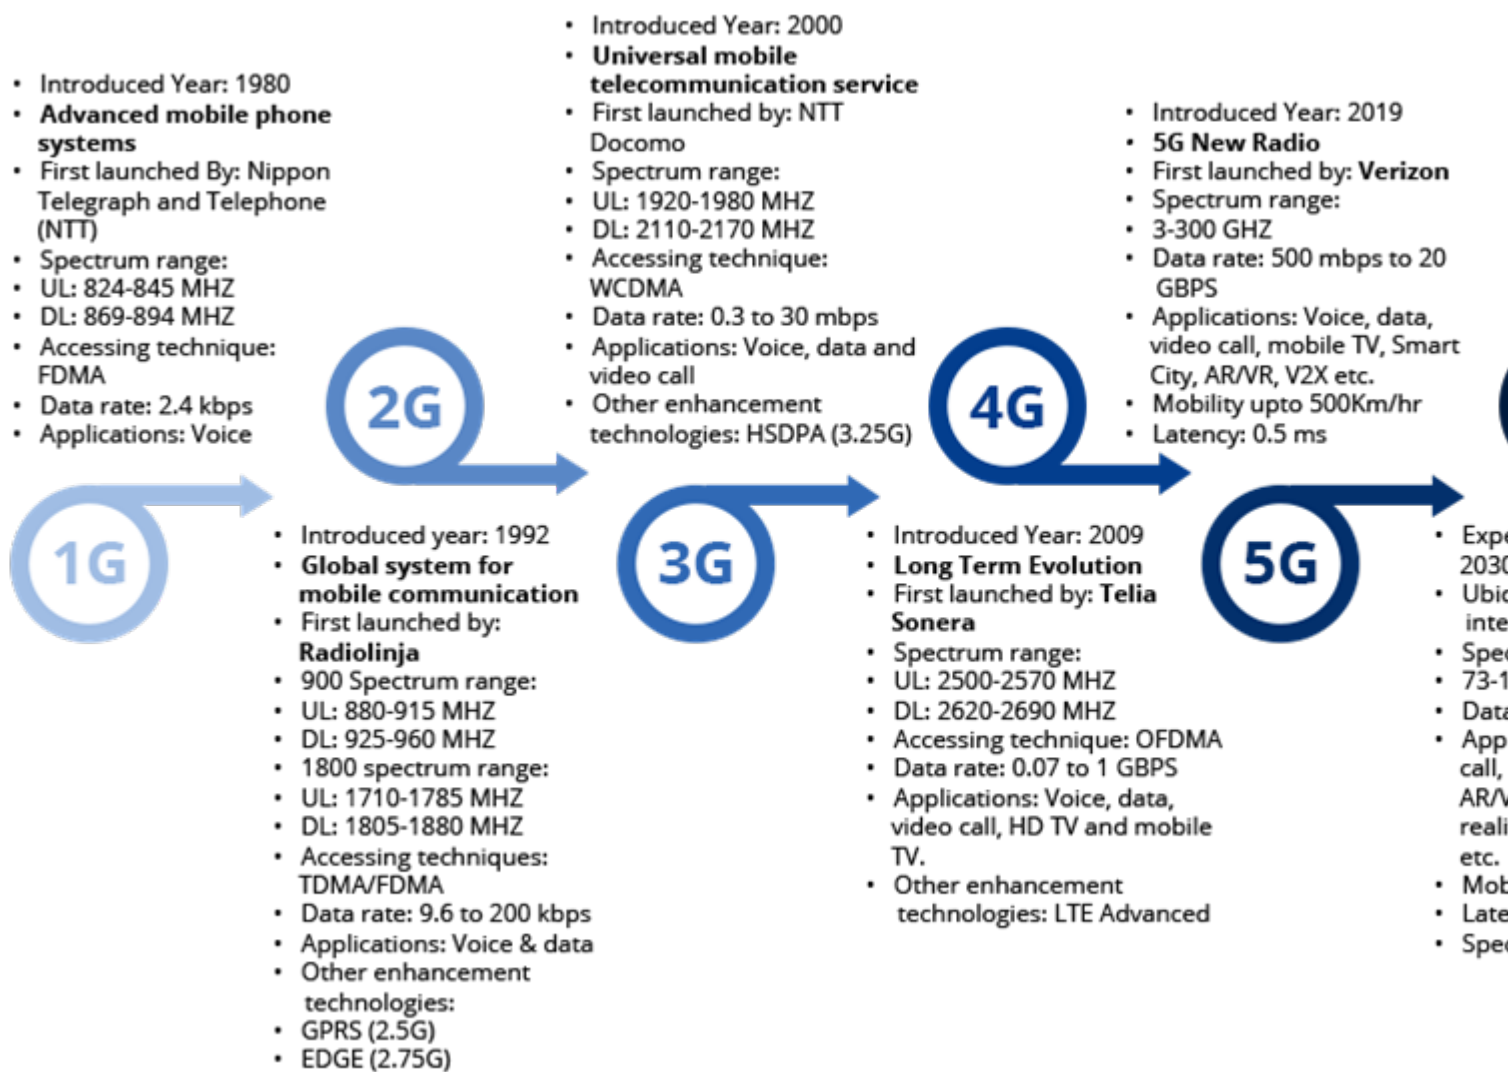 • Introduced Year: 1980
• Advanced mobile phone
systems
• First launched By: Nippon
Telegraph and Telephone
(NTT)
• Spectrum range:
• UL: 824-845 MHZ
• DL: 869-894 MHZ
• Accessing technique:
FDMA
• Data rate: 2.4 kbps
• Applications: Voice
1G
2G
• Introduced year: 1992
• Global system for
mobile communication
• First launched by:
Radiolinja
• 900 Spectrum range:
• UL: 880-915 MHZ
• DL: 925-960 MHZ
• 1800 spectrum range:
• UL: 1710-1785 MHZ
• DL: 1805-1880 MHZ
• Accessing techniques:
TDMA/FDMA
• Data rate: 9.6 to 200 kbps
• Applications: Voice & data
• Other enhancement
technologies:
• GPRS (2.5G)
• EDGE (2.75G)
• Introduced Year: 2000
• Universal mobile
telecommunication service
• First launched by: NTT
Docomo
• Spectrum range:
• UL: 1920-1980 MHZ
• DL: 2110-2170 MHZ
• Accessing technique:
WCDMA
• Data rate: 0.3 to 30 mbps
• Applications: Voice, data and
video call
• Other enhancement
technologies: HSDPA (3.25G)
3G
4G
• Introduced Year: 2009
• Long Term Evolution
• First launched by: Telia
Sonera
• Spectrum range:
• UL: 2500-2570 MHZ
• DL: 2620-2690 MHZ
• Accessing technique: OFDMA
• Data rate: 0.07 to 1 GBPS
• Applications: Voice, data,
video call, HD TV and mobile
TV.
• Other enhancement
technologies: LTE Advanced
• Introduced Year: 2019
• 5G New Radio
• First launched by: Verizon
• Spectrum range:
• 3-300 GHZ
• Data rate: 500 mbps to 20
GBPS
• Applications: Voice, data,
video call, mobile TV, Smart
City, AR/VR, V2X etc.
• Mobility upto 500Km/hr
• Latency: 0.5 ms
5G
2030
call,
etc.